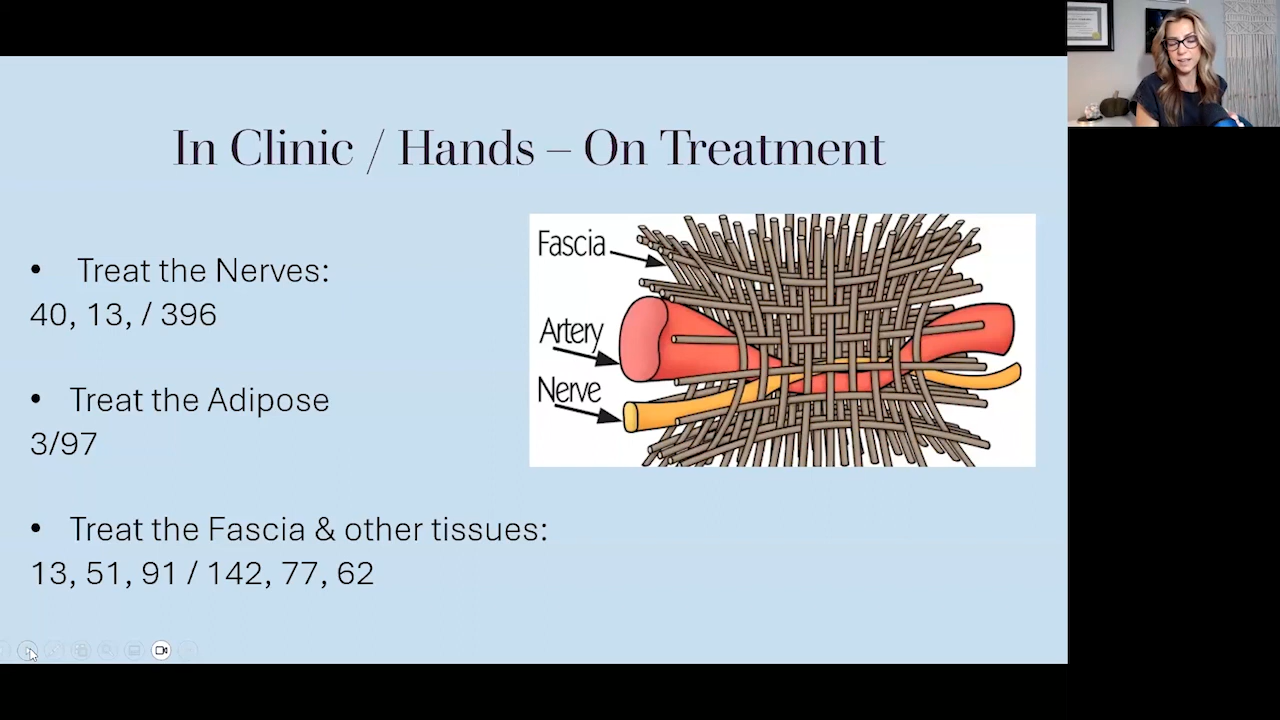 In Clinic / Hands – On Treatment
• Treat the Nerves:
40, 13, / 396
• Treat the Adipose
3/97
• Treat the Fascia & other tissues:
13, 51, 91 / 142, 77, 62
Fascia
Artery
Nerve